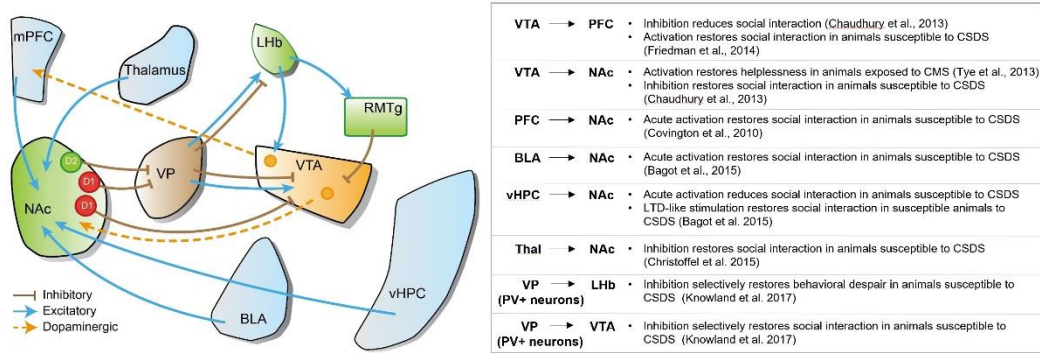 mPFC
Thalamus
LHb
RMTg
D2
D1
D1
NAc
VP
VTA
vHPC
BLA
Inhibitory
Excitatory
Dopaminergic
VTA PFC • Inhibition reduces social interaction (Chaudhury et al., 2013)
• Activation restores social interaction in animals susceptible to CSDS
(Friedman et al., 2014)
VTA NAc • Activation restores helplessness in animals exposed to CMS (Tye et al., 2013)
• Inhibition restores social interaction in animals susceptible to CSDS
(Chaudhury et al., 2013)
PFC NAc • Acute activation restores social interaction in animals susceptible to CSDS
(Covington et al., 2010)
BLA NAc • Acute activation restores social interaction in animals susceptible to CSDS
(Bagot et al., 2015)
vHPC NAc • Acute activation reduces social interaction in animals susceptible to CSDS
• LTD-like stimulation restores social interaction in susceptible animals to
CSDS (Bagot et al. 2015)
Thal NAc • Inhibition restores social interaction in animals susceptible to CSDS
(Christoffel et al. 2015)
VP LHb • Inhibition selectively restores behavioral despair in animals susceptible to
(PV+ neurons) CSDS (Knowland et al. 2017)
VP VTA • Inhibition selectively restores social interaction in animals susceptible to
(PV+ neurons) CSDS (Knowland et al. 2017)